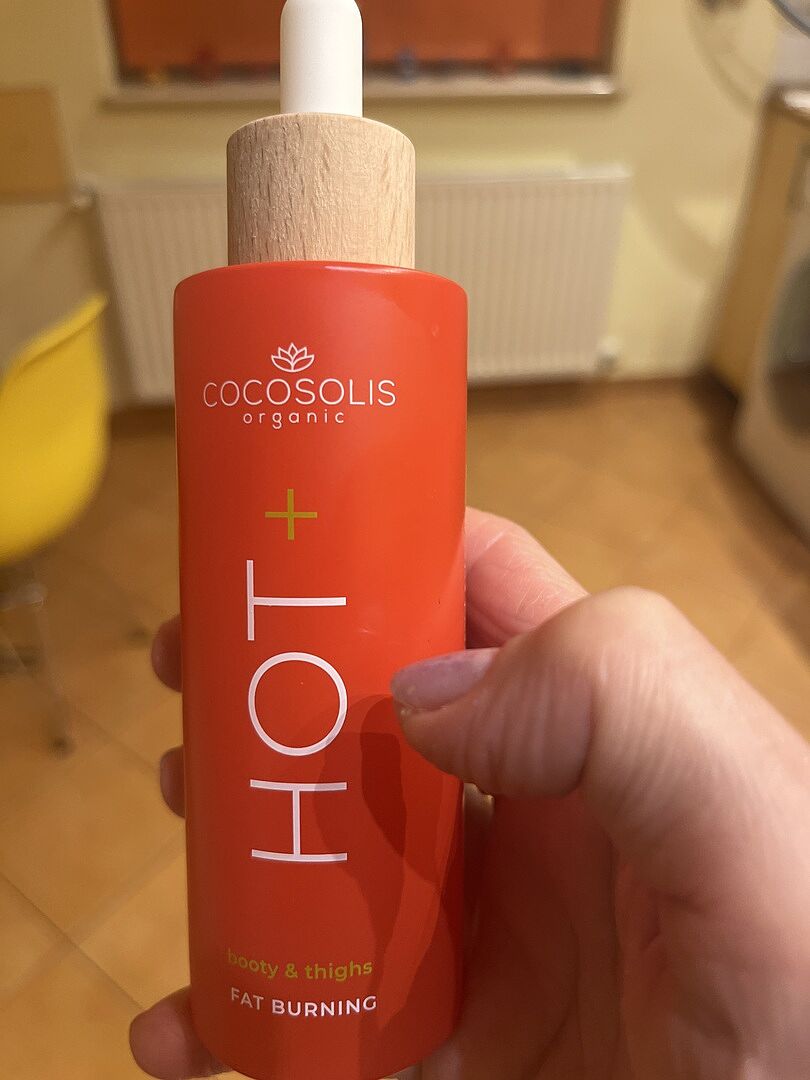 COCOSOLIS
organic
HOT +
booty & thighs
FAT BURNING